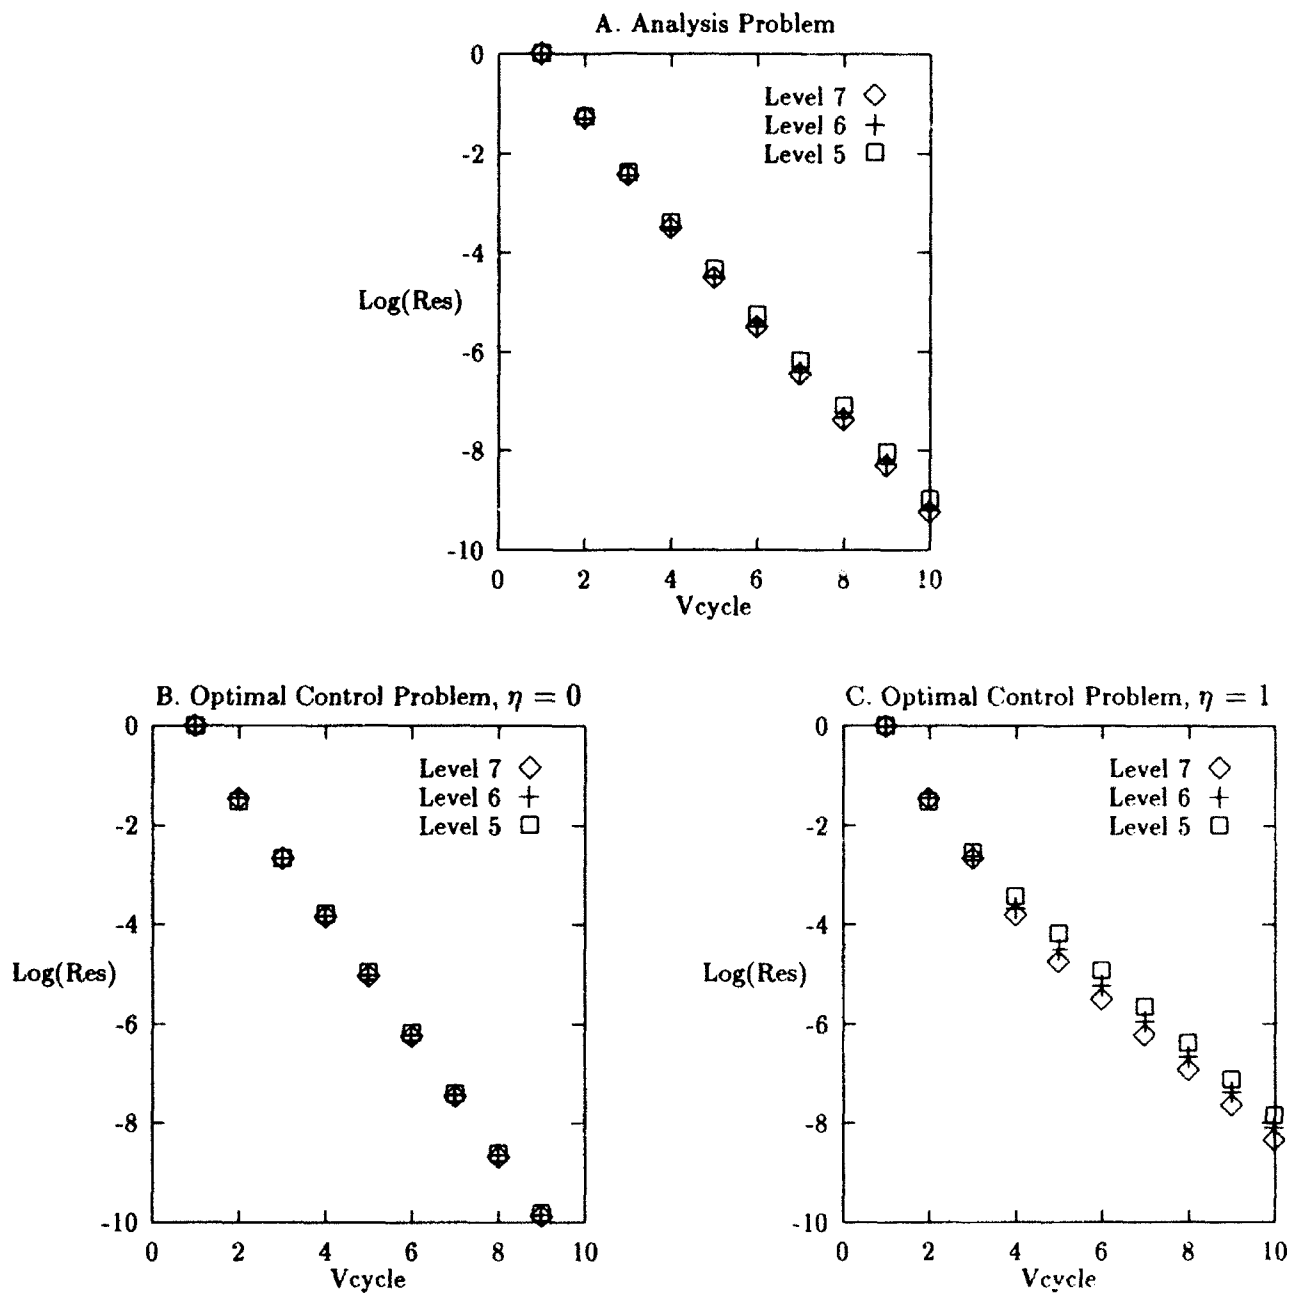 A. Analysis Problem
0
Level 7
Level 6
-2
Level 5
-4
Log(Res)
-6
-8
-10
0 2 4 6 8 10
Vcycle
B. Optimal Control Problem, η = 0
0
Level 7
Level 6
-2
Level 5
-4
Log(Res)
-6
-8
-10
0 2 4 6 8 10
Vcycle
C. Optimal Control Problem, η = 1
0
Level 7
Level 6
-2
Level 5
-4
Log(Res)
-6
-8
-10
0 2 4 6 8 10
Vcycle